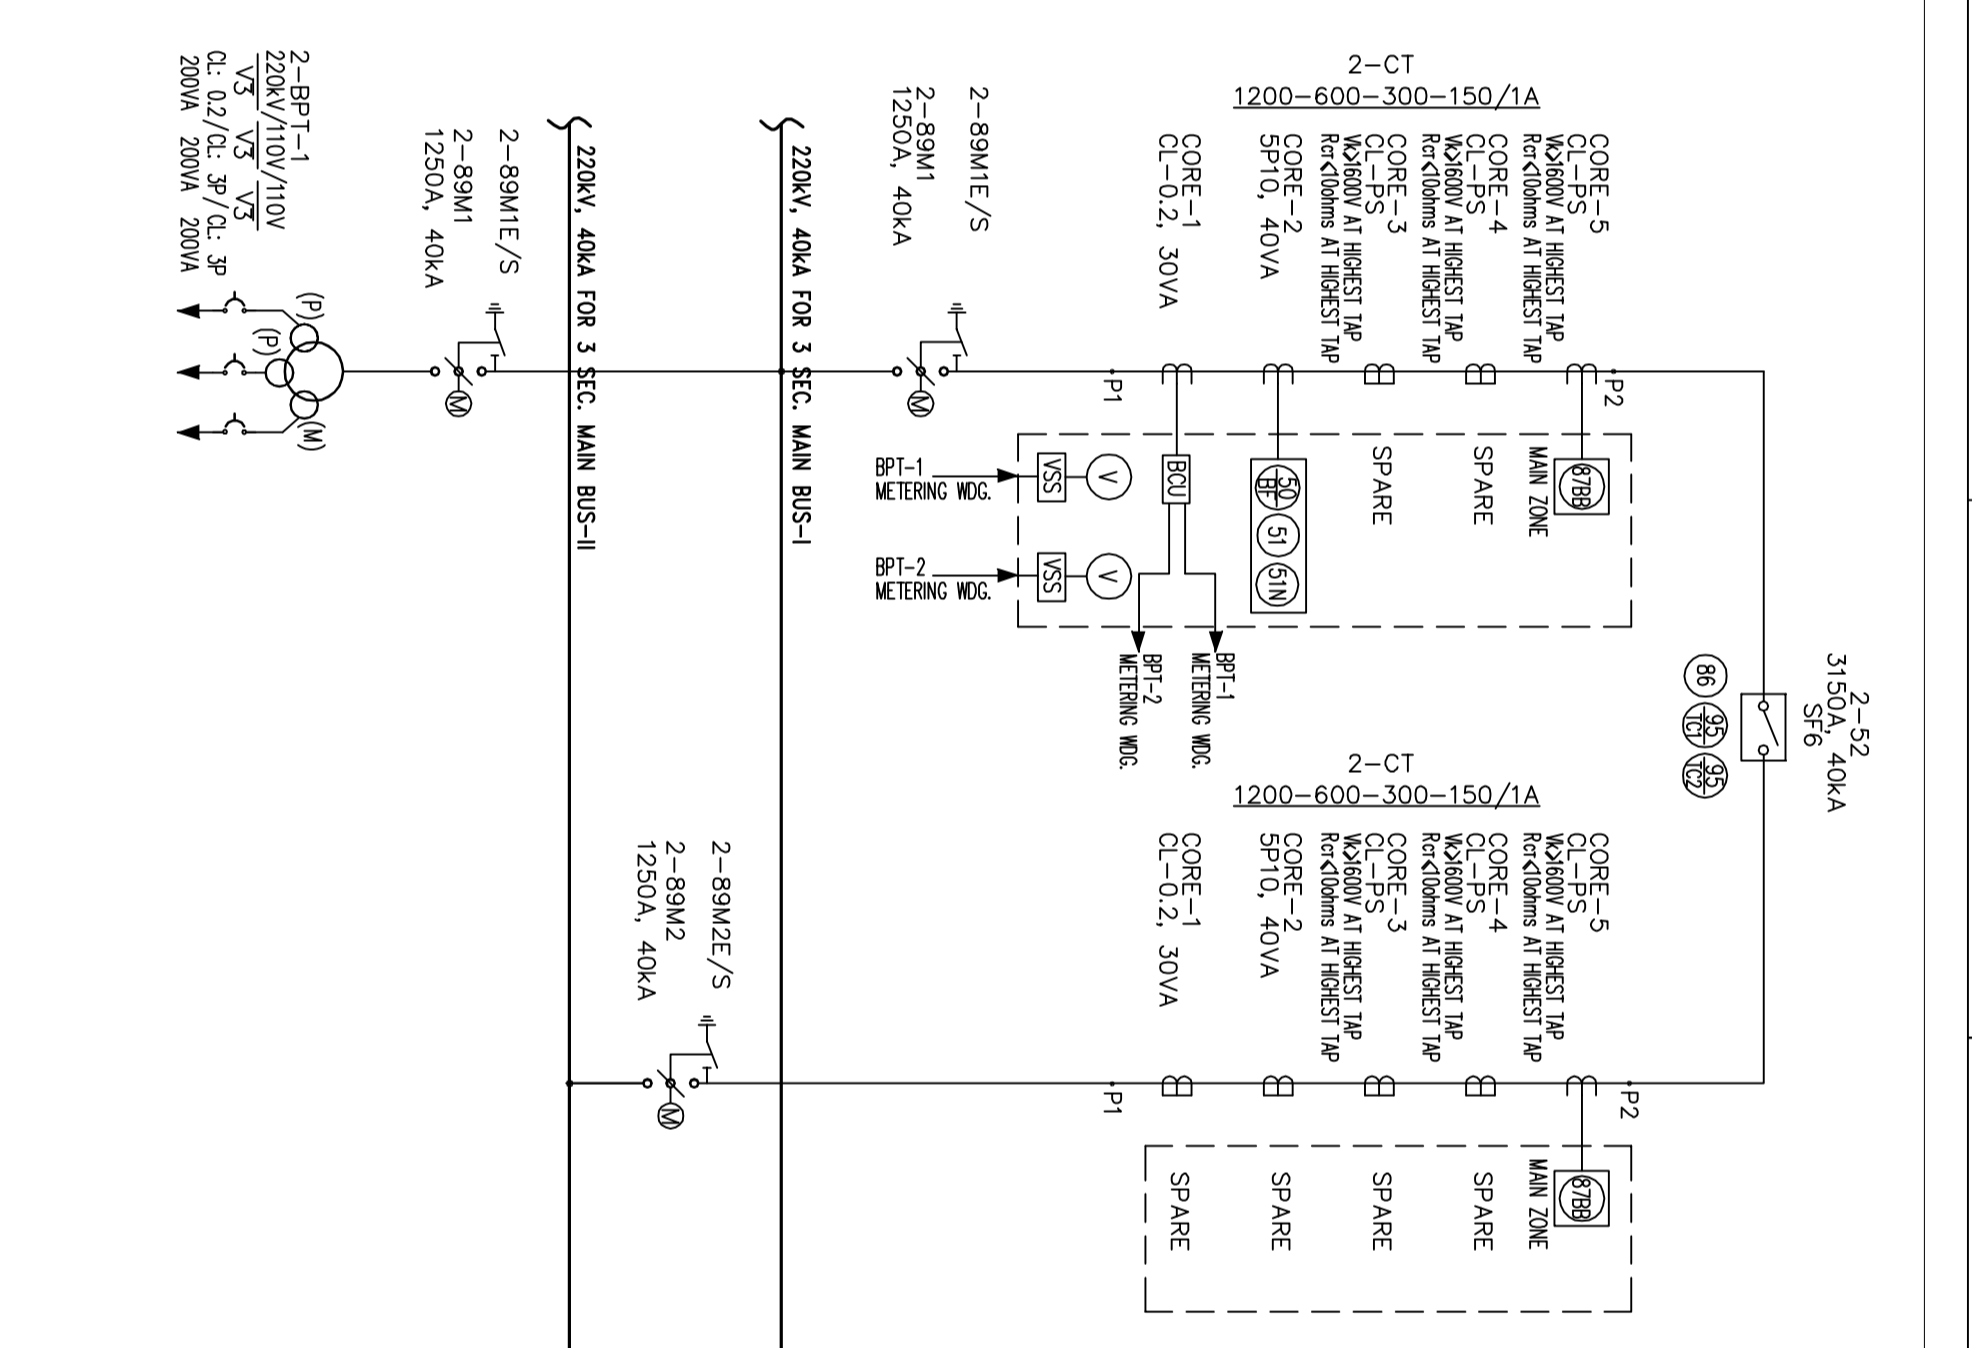 2-BPT-1
220kV/110V/110V
√3 √3 √3
CL: 0.2/CL: 3P/CL: 3P
200VA 200VA 200VA
(P)
(P)
(M)
2-89M1E/S
2-89M1
1250A, 40kA
M
220kV, 40kA FOR 3 SEC. MAIN BUS-II
220kV, 40kA FOR 3 SEC. MAIN BUS-I
2-89M1E/S
2-89M1
1250A, 40kA
M
2-CT
1200-600-300-150/1A
CORE-5
CL-PS
Vk>1600V AT HIGHEST TAP
Rct<10ohms AT HIGHEST TAP
CORE-4
CL-PS
Vk>1600V AT HIGHEST TAP
Rct<10ohms AT HIGHEST TAP
CORE-3
CL-PS
Vk>1600V AT HIGHEST TAP
Rct<10ohms AT HIGHEST TAP
CORE-2
5P10, 40VA
CORE-1
CL-0.2, 30VA
P1
P2
87BB
MAIN ZONE
SPARE
SPARE
50
BF
51
51N
BCU
V
VSS
BPT-1
METERING WDG.
V
VSS
BPT-2
METERING WDG.
BPT-1
METERING WDG.
BPT-2
METERING WDG.
2-52
3150A, 40kA
SF6
86
95
TC1
95
TC2
2-CT
1200-600-300-150/1A
CORE-5
CL-PS
Vk>1600V AT HIGHEST TAP
Rct<10ohms AT HIGHEST TAP
CORE-4
CL-PS
Vk>1600V AT HIGHEST TAP
Rct<10ohms AT HIGHEST TAP
CORE-3
CL-PS
Vk>1600V AT HIGHEST TAP
Rct<10ohms AT HIGHEST TAP
CORE-2
5P10, 40VA
CORE-1
CL-0.2, 30VA
2-89M2E/S
2-89M2
1250A, 40kA
M
P1
P2
87BB
MAIN ZONE
SPARE
SPARE
SPARE
SPARE